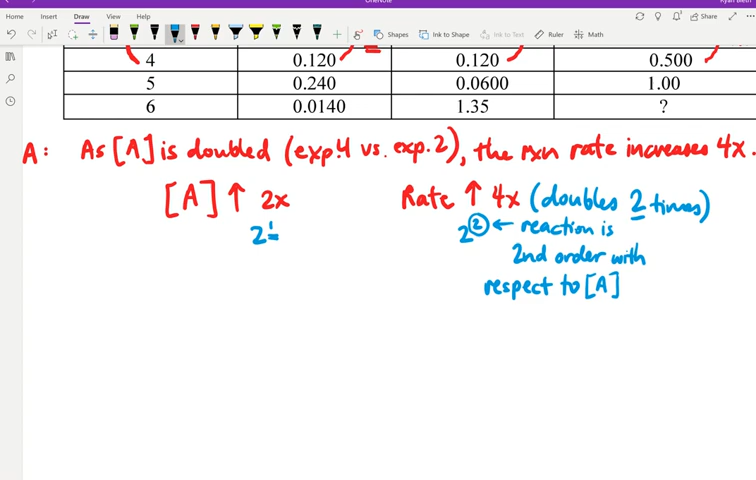 OneNote
Ryan Beth
Home Insert Draw View Help
Share
Shapes Ink to Shape Ink to Text Math
4 0.120 0.120 0.500
5 0.240 0.0600 1.00
6 0.0140 1.35 ?
A: As [A] is doubled (exp.4 vs. exp. 2), the rxn rate increases 4x.
[A] ↑ 2x Rate ↑ 4x (doubles 2 times)
2¹ 2² ← reaction is
2nd order with
respect to [A]